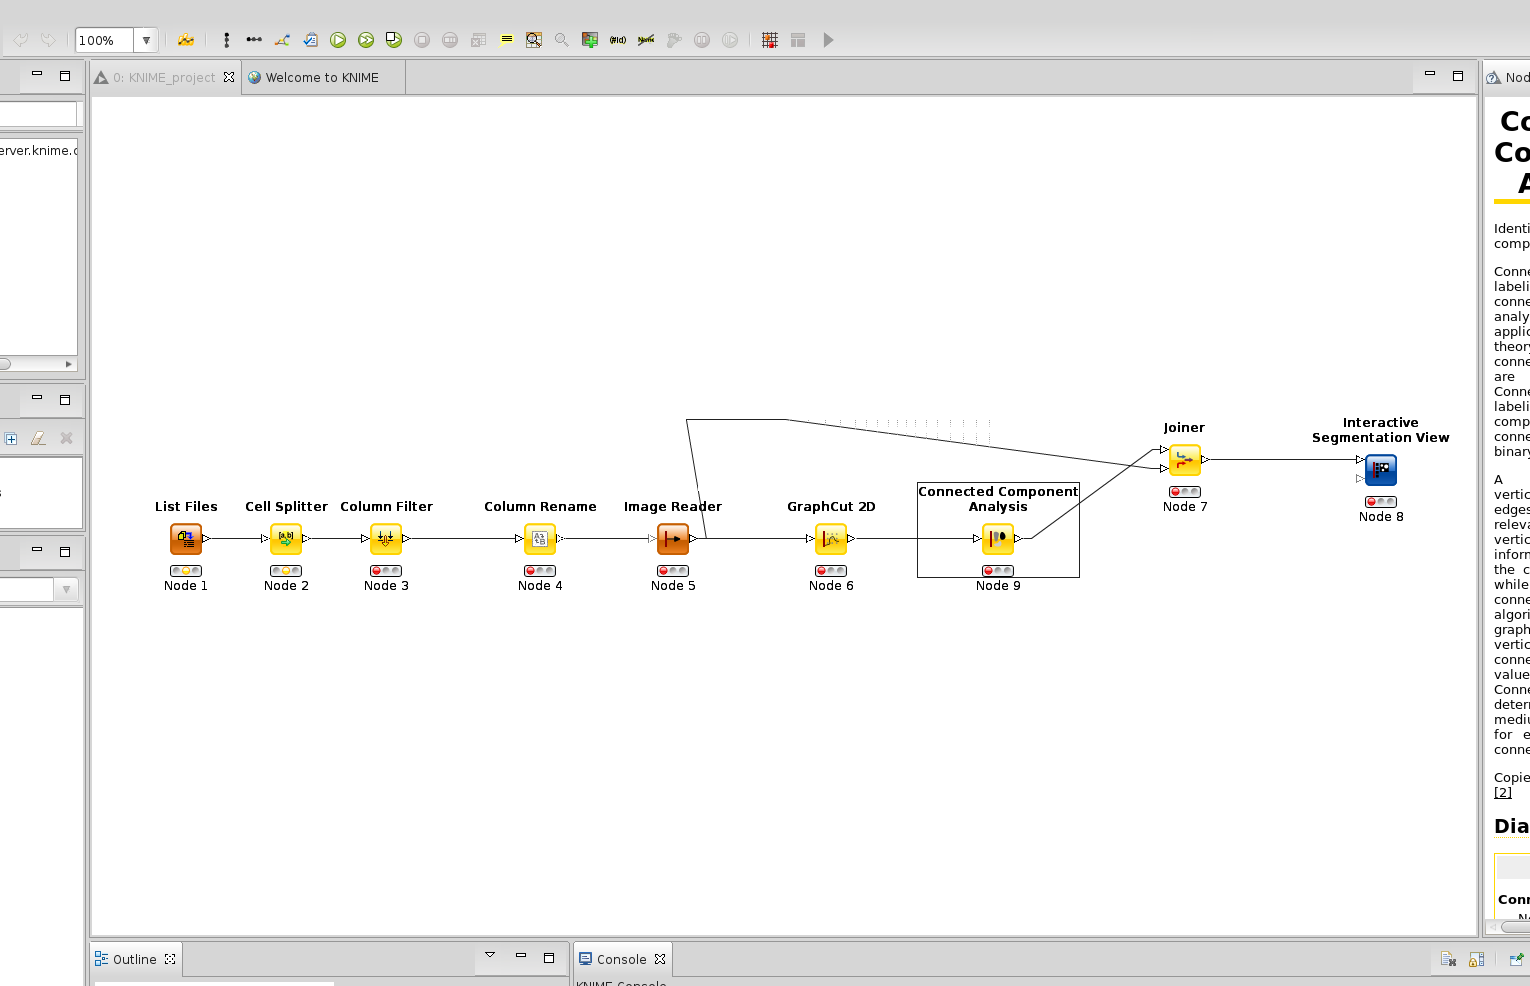 100%
(#Id)
0: KNIME_project
Welcome to KNIME
erver.knime.c
Outline
Console
KNIME Console
List Files
Node 1
Cell Splitter
Node 2
Column Filter
Node 3
Column Rename
Node 4
Image Reader
Node 5
GraphCut 2D
Node 6
Connected Component
Analysis
Node 9
Joiner
Node 7
Interactive
Segmentation View
Node 8
Nod
Co
Co
A
Identi
comp
Conne
labeli
conne
analy
applic
theory
conne
are
Conne
labeli
comp
conne
binary
A
vertic
edges
releva
vertic
inforn
the c
while
conne
algori
graph
vertic
conne
value
Conne
deter
mediu
for e
conne
Copie
[2]
Dia
Conn